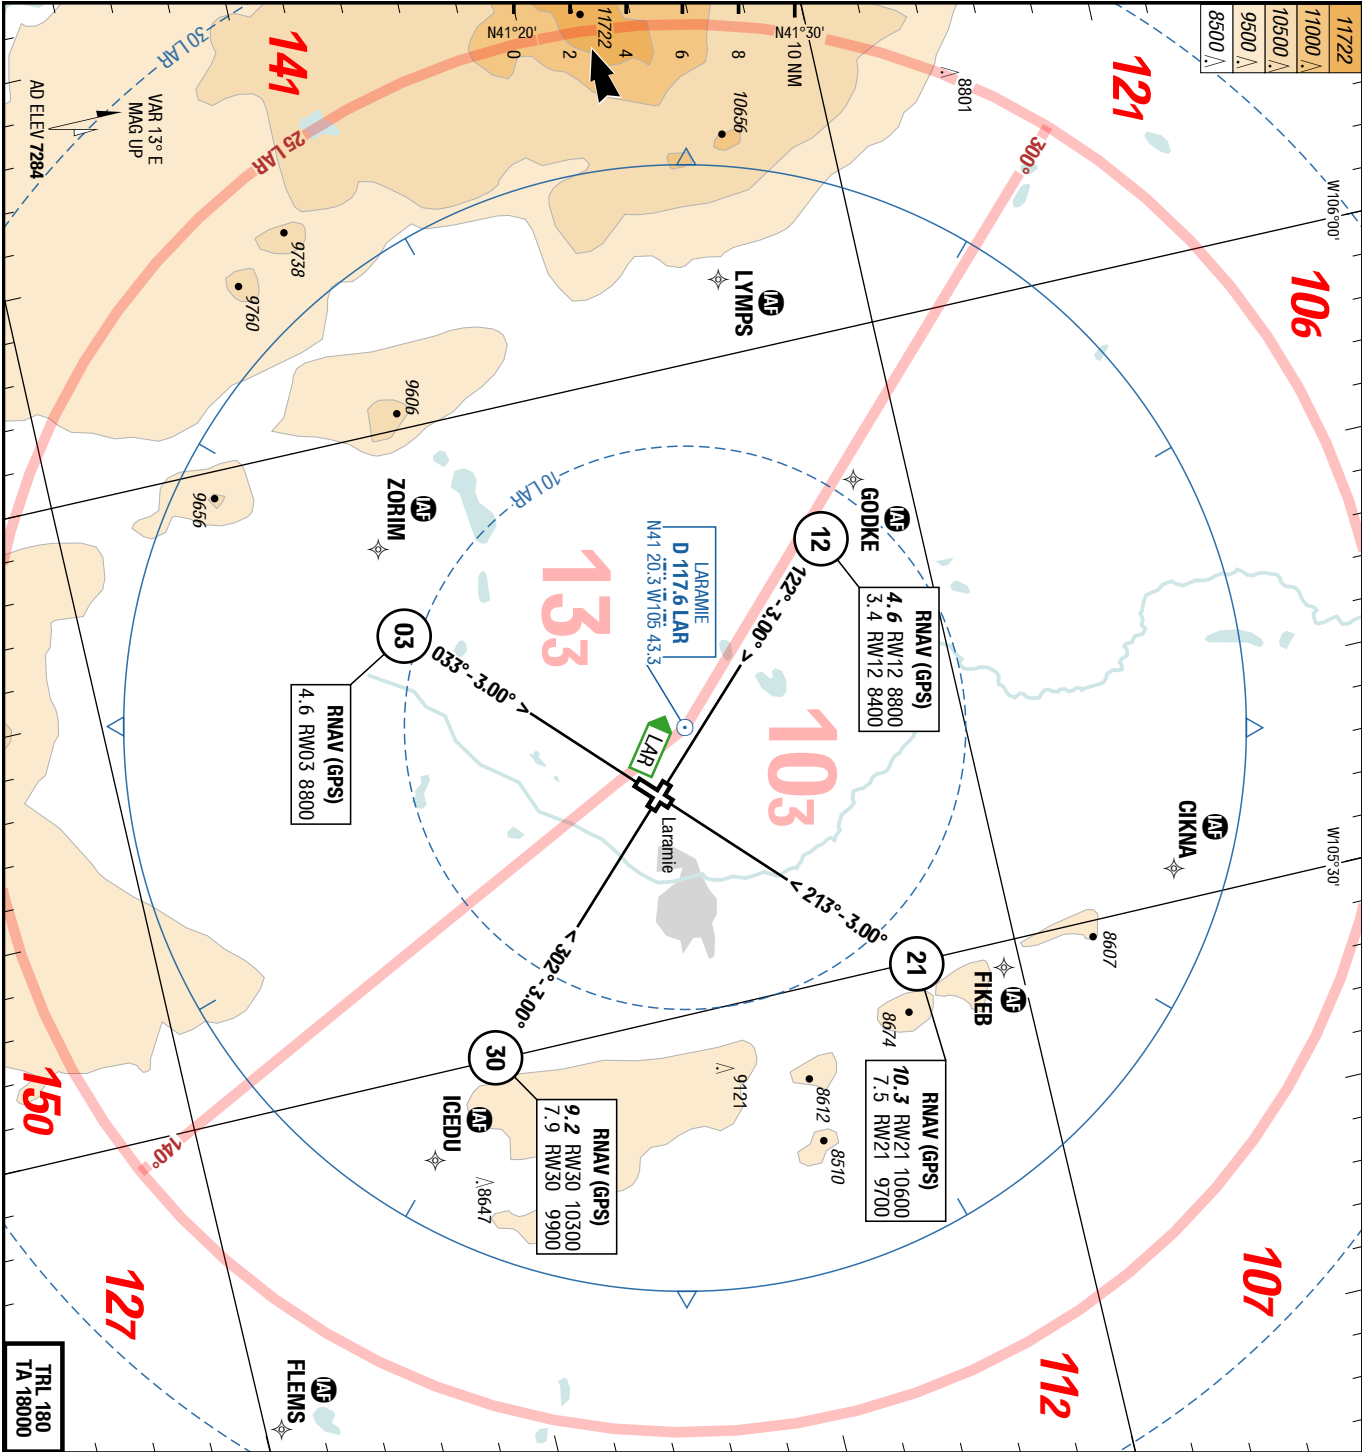 11722
11000
10500
9500
8500
121
106
107
112
127
150
141
103
133
30 LAR
25 LAR
10 LAR
300°
140°
N41°20'
N41°30'
W106°00'
W105°30'
0
2
4
6
8
10 NM
VAR 13° E
MAG UP
AD ELEV 7284
11722
10656
8801
9738
9760
9606
9656
8607
8674
8612
8510
9121
8647
IAF
LYMPS
IAF
GODKE
IAF
ZORIM
IAF
CIKNA
IAF
FIKEB
IAF
ICEDU
IAF
FLEMS
LARAMIE
D 117.6 LAR
N41 20.3 W105 43.3
LAR
Laramie
12
122° - 3.00° >
RNAV (GPS)
4.6 RW12 8800
3.4 RW12 8400
03
033° - 3.00° >
RNAV (GPS)
4.6 RW03 8800
21
< 213° - 3.00°
RNAV (GPS)
10.3 RW21 10600
7.5 RW21 9700
30
< 302° - 3.00°
RNAV (GPS)
9.2 RW30 10300
7.9 RW30 9900
TRL 180
TA 18000